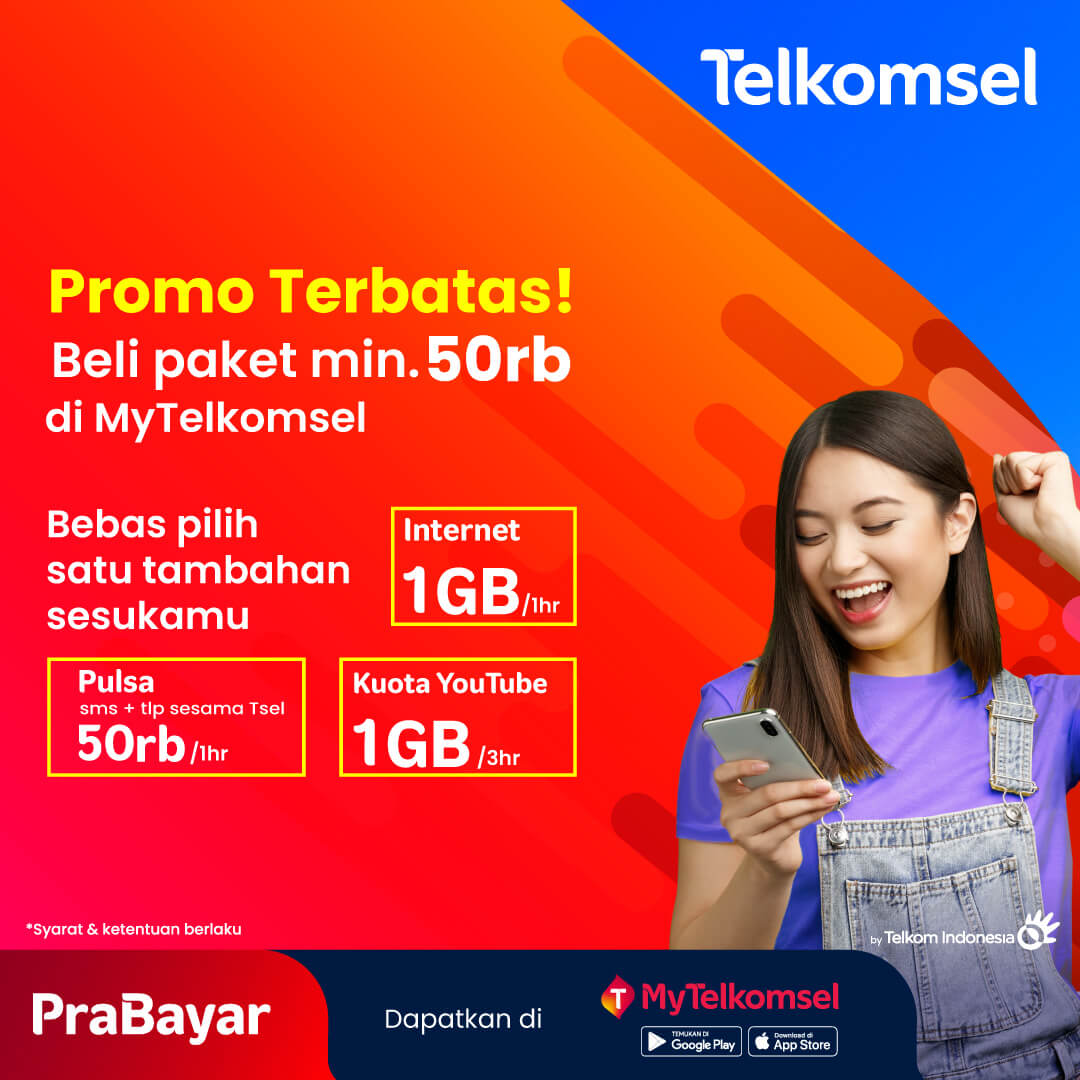 Telkomsel
Promo Terbatas!
Beli paket min. 50rb
di MyTelkomsel
Bebas pilih
satu tambahan
sesukamu
Internet
1GB/1hr
Pulsa
sms + tlp sesama Tsel
50rb/1hr
Kuota YouTube
1GB/3hr
*Syarat & ketentuan berlaku
by Telkom Indonesia
PraBayar
Dapatkan di
T MyTelkomsel
TEMUKAN DI
Google Play
Download di
App Store